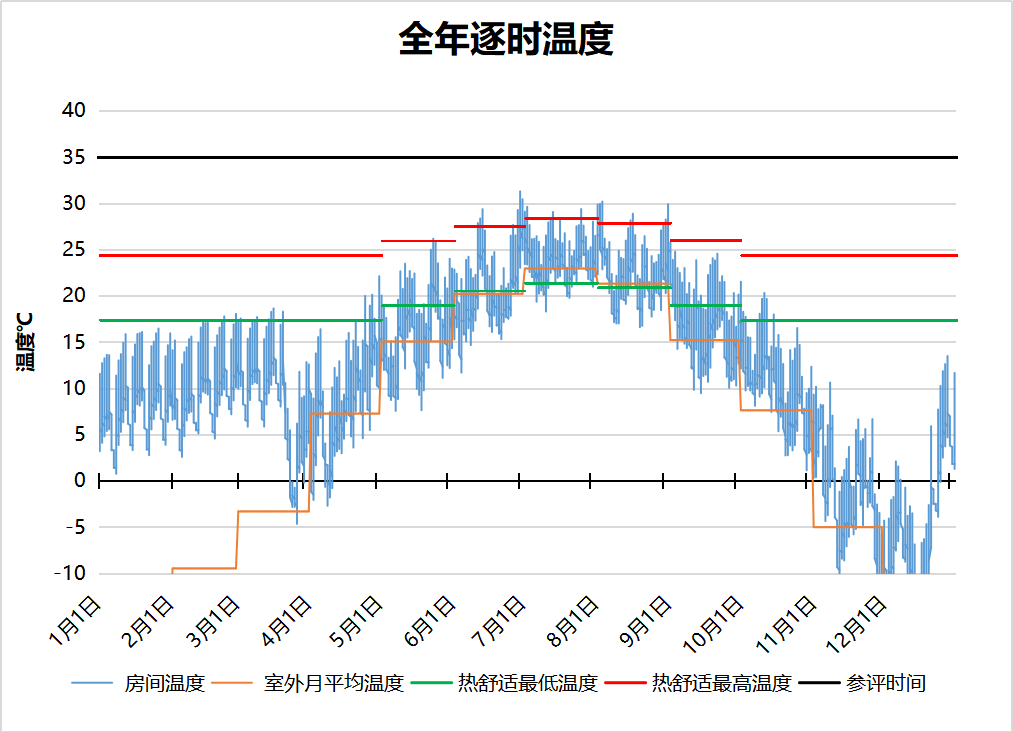 全年逐时温度
温度℃
40
35
30
25
20
15
10
5
0
-5
-10
1月1日
2月1日
3月1日
4月1日
5月1日
6月1日
7月1日
8月1日
9月1日
10月1日
11月1日
12月1日
房间温度 室外月平均温度 热舒适最低温度 热舒适最高温度 参评时间